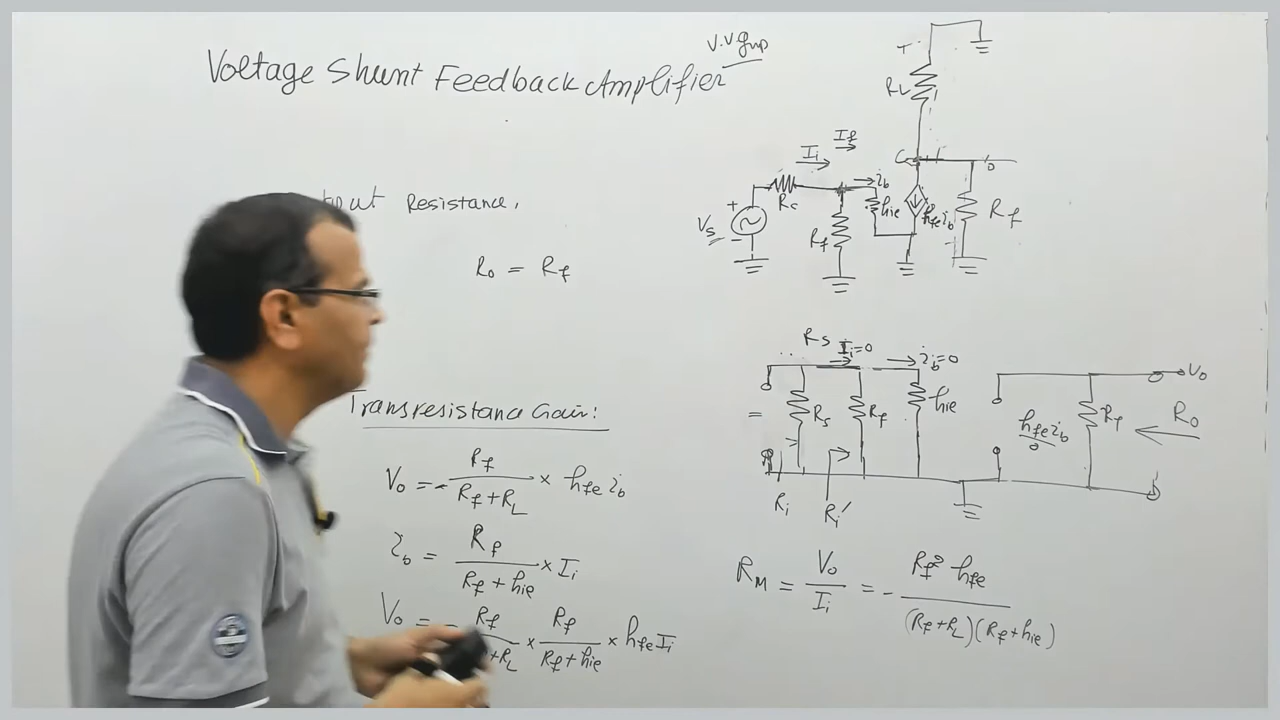 Voltage Shunt Feedback Amplifier
V.V Gnp
put Resistance,
R₀ = R_f
Transresistance Gain:
V₀ = - R_f / (R_f + R_L) × h_fe i_b
i_b = R_f / (R_f + h_ie) × I_i
V₀ = - R_f / +R_L × R_f / (R_f + h_ie) × h_fe I_i
R_L
C
I_i
I_f
i_b
V_s
+
-
R_c
R_f
h_ie
h_fe i_b
R_f
R_s
I_i=0
i_b=0
=
R_s
R_f
h_ie
R_i
R_i′
h_fe i_b
0
R_f
V₀
R₀
R_M = V₀ / I_i = - R_f² h_fe / (R_f+R_L)(R_f+h_ie)